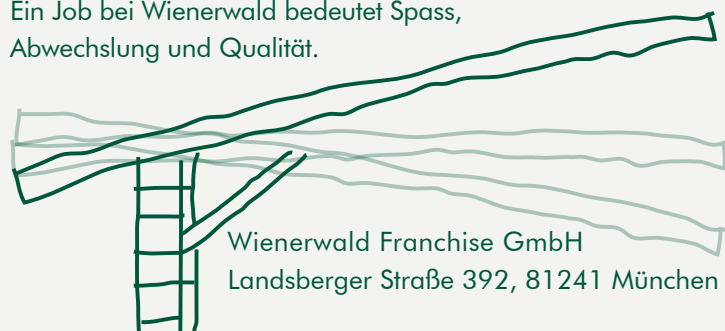 Ein Job bei Wienerwald bedeutet Spass,
Abwechslung und Qualität.
Wienerwald Franchise GmbH
Landsberger Straße 392, 81241 München